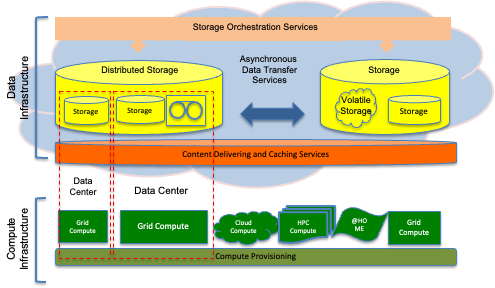 Storage Orchestration Services
Data
Infrastructure
Distributed Storage
Asynchronous
Data Transfer
Services
Storage
Storage
Storage
Volatile
Storage
Storage
Content Delivering and Caching Services
Data
Center
Data Center
Compute
Infrastructure
Grid
Compute
Grid Compute
Cloud
Compute
HPC
Compute
@HO
ME
Grid
Compute
Compute Provisioning